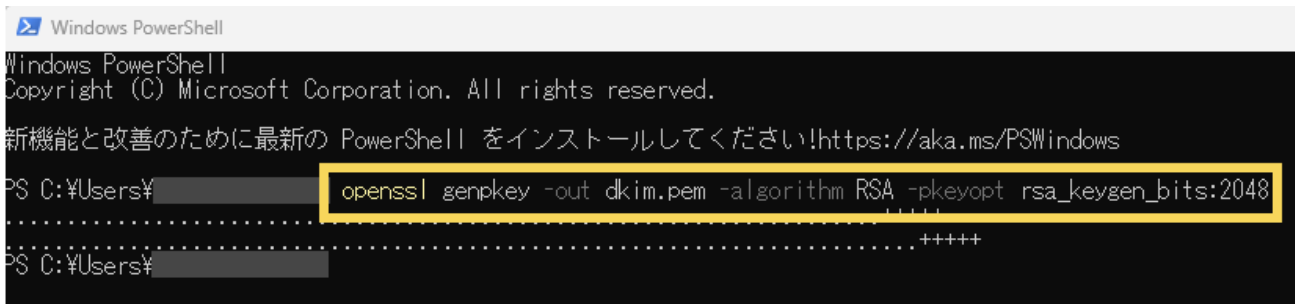 Windows PowerShell
Windows PowerShell
Copyright (C) Microsoft Corporation. All rights reserved.
新機能と改善のために最新の PowerShell をインストールしてください!https://aka.ms/PSWindows
PS C:¥Users¥ openssl genpkey -out dkim.pem -algorithm RSA -pkeyopt rsa_keygen_bits:2048
..........................................................................+++++
.............................................................................+++++
PS C:¥Users¥